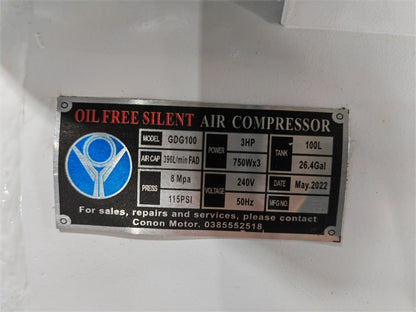 OIL FREE SILENT AIR COMPRESSOR
MODEL GDG100 POWER 3HP TANK 100L
AIR CAP 396L/min FAD 750Wx3 26.4Gal
PRESS 8 Mpa VOLTAGE 240V DATE May.2022
115PSI 50Hz MFG NO
For sales, repairs and services, please contact
Conon Motor. 0385552518